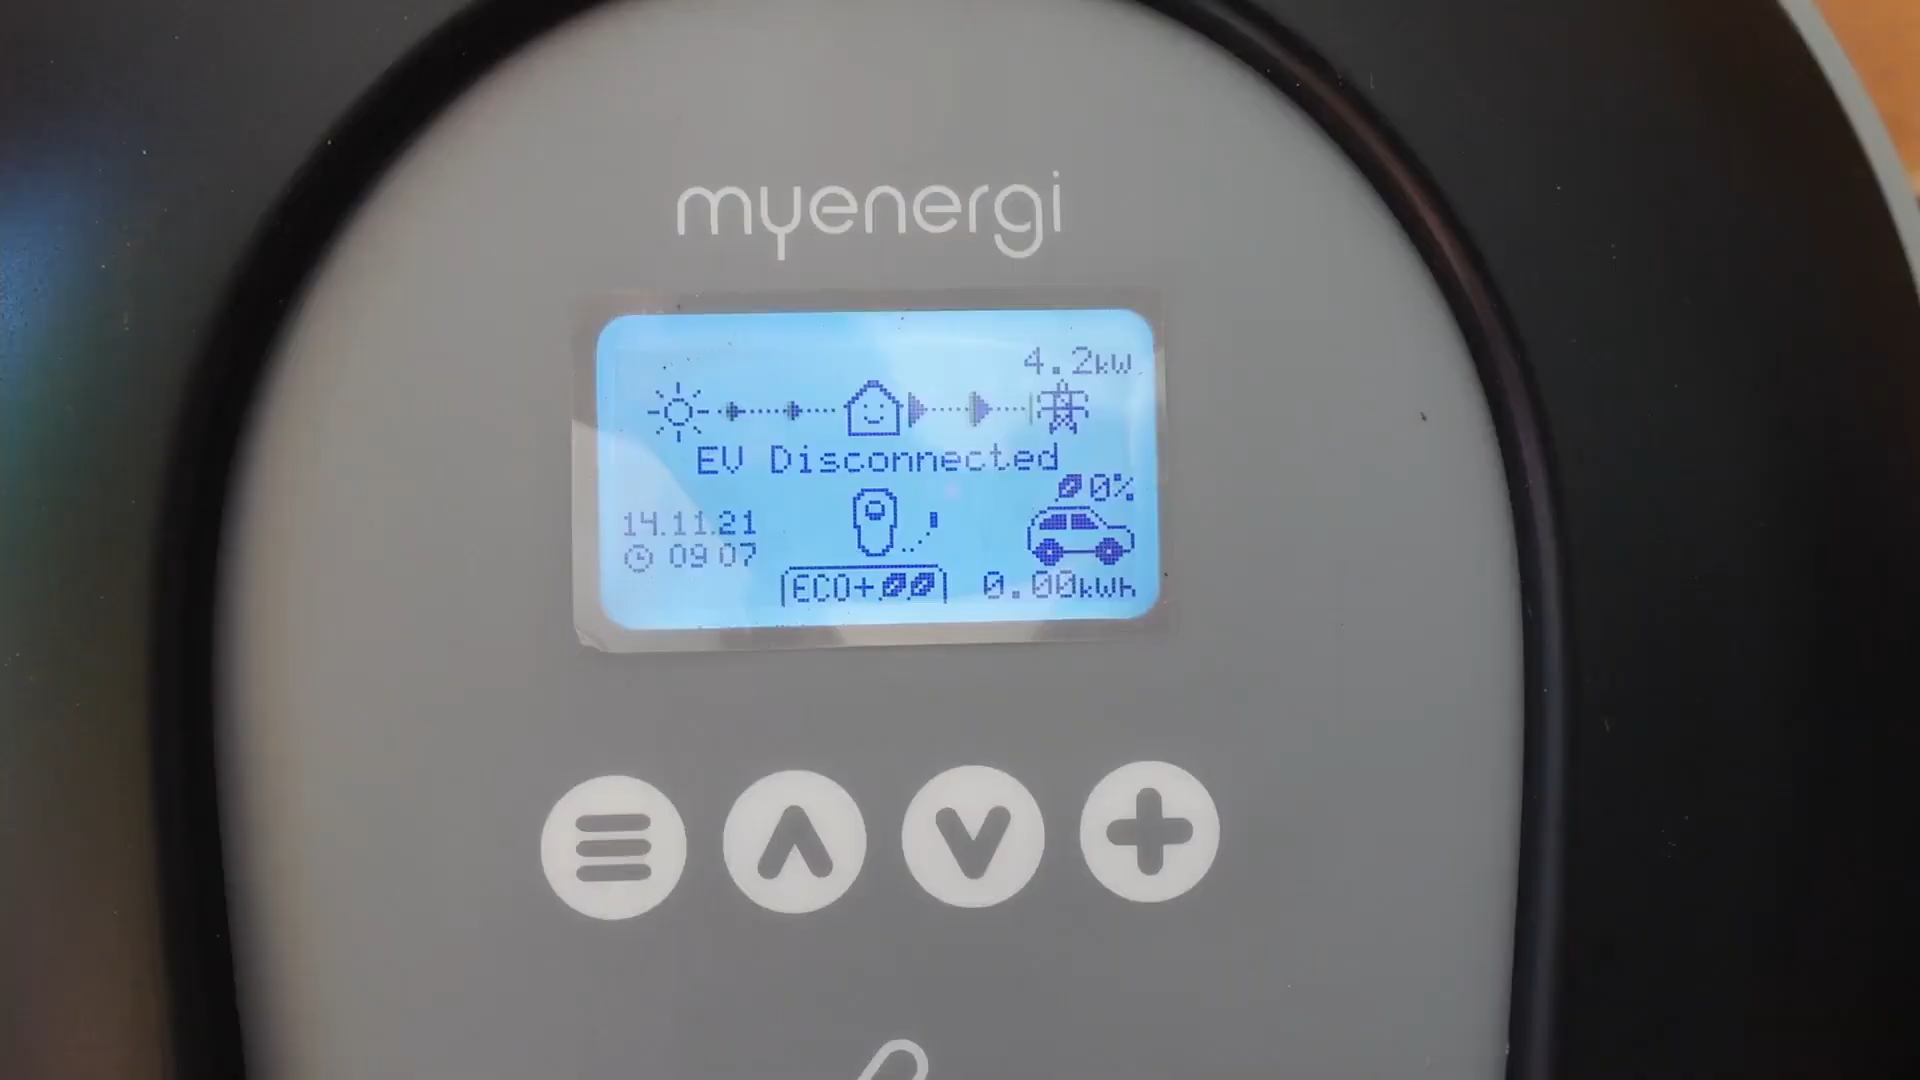 myenergi
4.2kW
EV Disconnected
0%
14.11.21
09 07
ECO+
0.00kWh